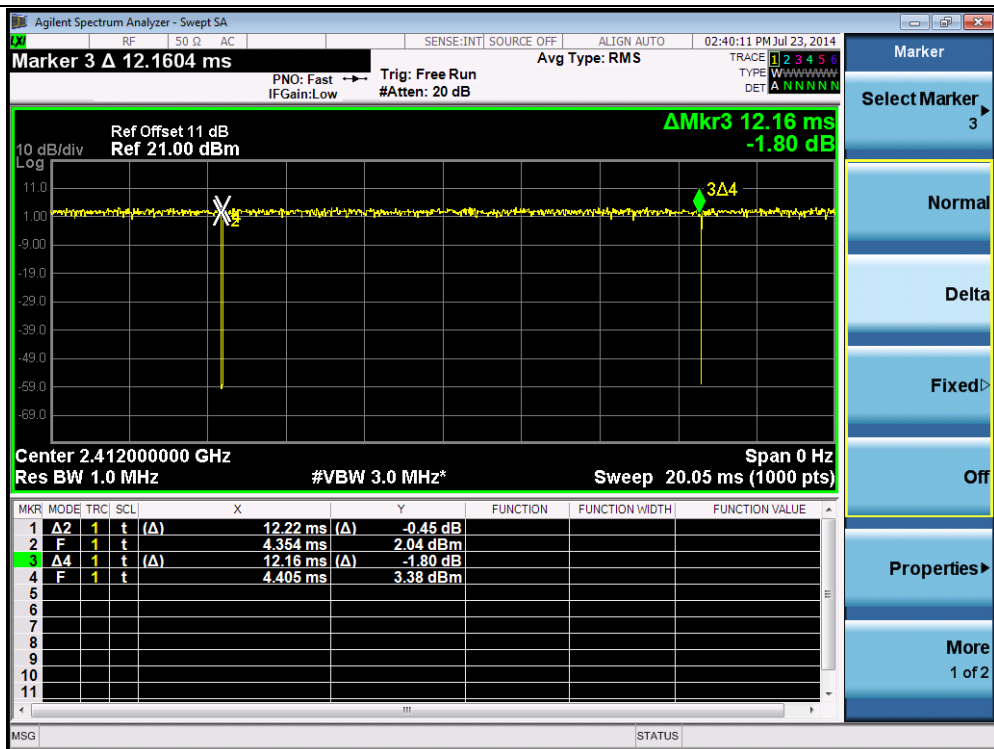 Agilent Spectrum Analyzer - Swept SA
LXI RF 50 Ω AC SENSE:INT SOURCE OFF ALIGN AUTO 02:40:11 PM Jul 23, 2014
Marker 3 Δ 12.1604 ms
PNO: Fast
IFGain:Low
Trig: Free Run
#Atten: 20 dB
Avg Type: RMS
TRACE 1 2 3 4 5 6
TYPE WWWWWW
DET A N N N N N
ΔMkr3 12.16 ms
-1.80 dB
Ref Offset 11 dB
10 dB/div Ref 21.00 dBm
Log
11.0
1.00
-9.00
-19.0
-29.0
-39.0
-49.0
-59.0
-69.0
2
3Δ4
Center 2.412000000 GHz Span 0 Hz
Res BW 1.0 MHz #VBW 3.0 MHz* Sweep 20.05 ms (1000 pts)
MKR MODE TRC SCL X Y FUNCTION FUNCTION WIDTH FUNCTION VALUE
1 Δ2 1 t (Δ) 12.22 ms (Δ) -0.45 dB
2 F 1 t 4.354 ms 2.04 dBm
3 Δ4 1 t (Δ) 12.16 ms (Δ) -1.80 dB
4 F 1 t 4.405 ms 3.38 dBm
5
6
7
8
9
10
11
MSG STATUS
Marker
Select Marker
3
Normal
Delta
Fixed
Off
Properties
More
1 of 2